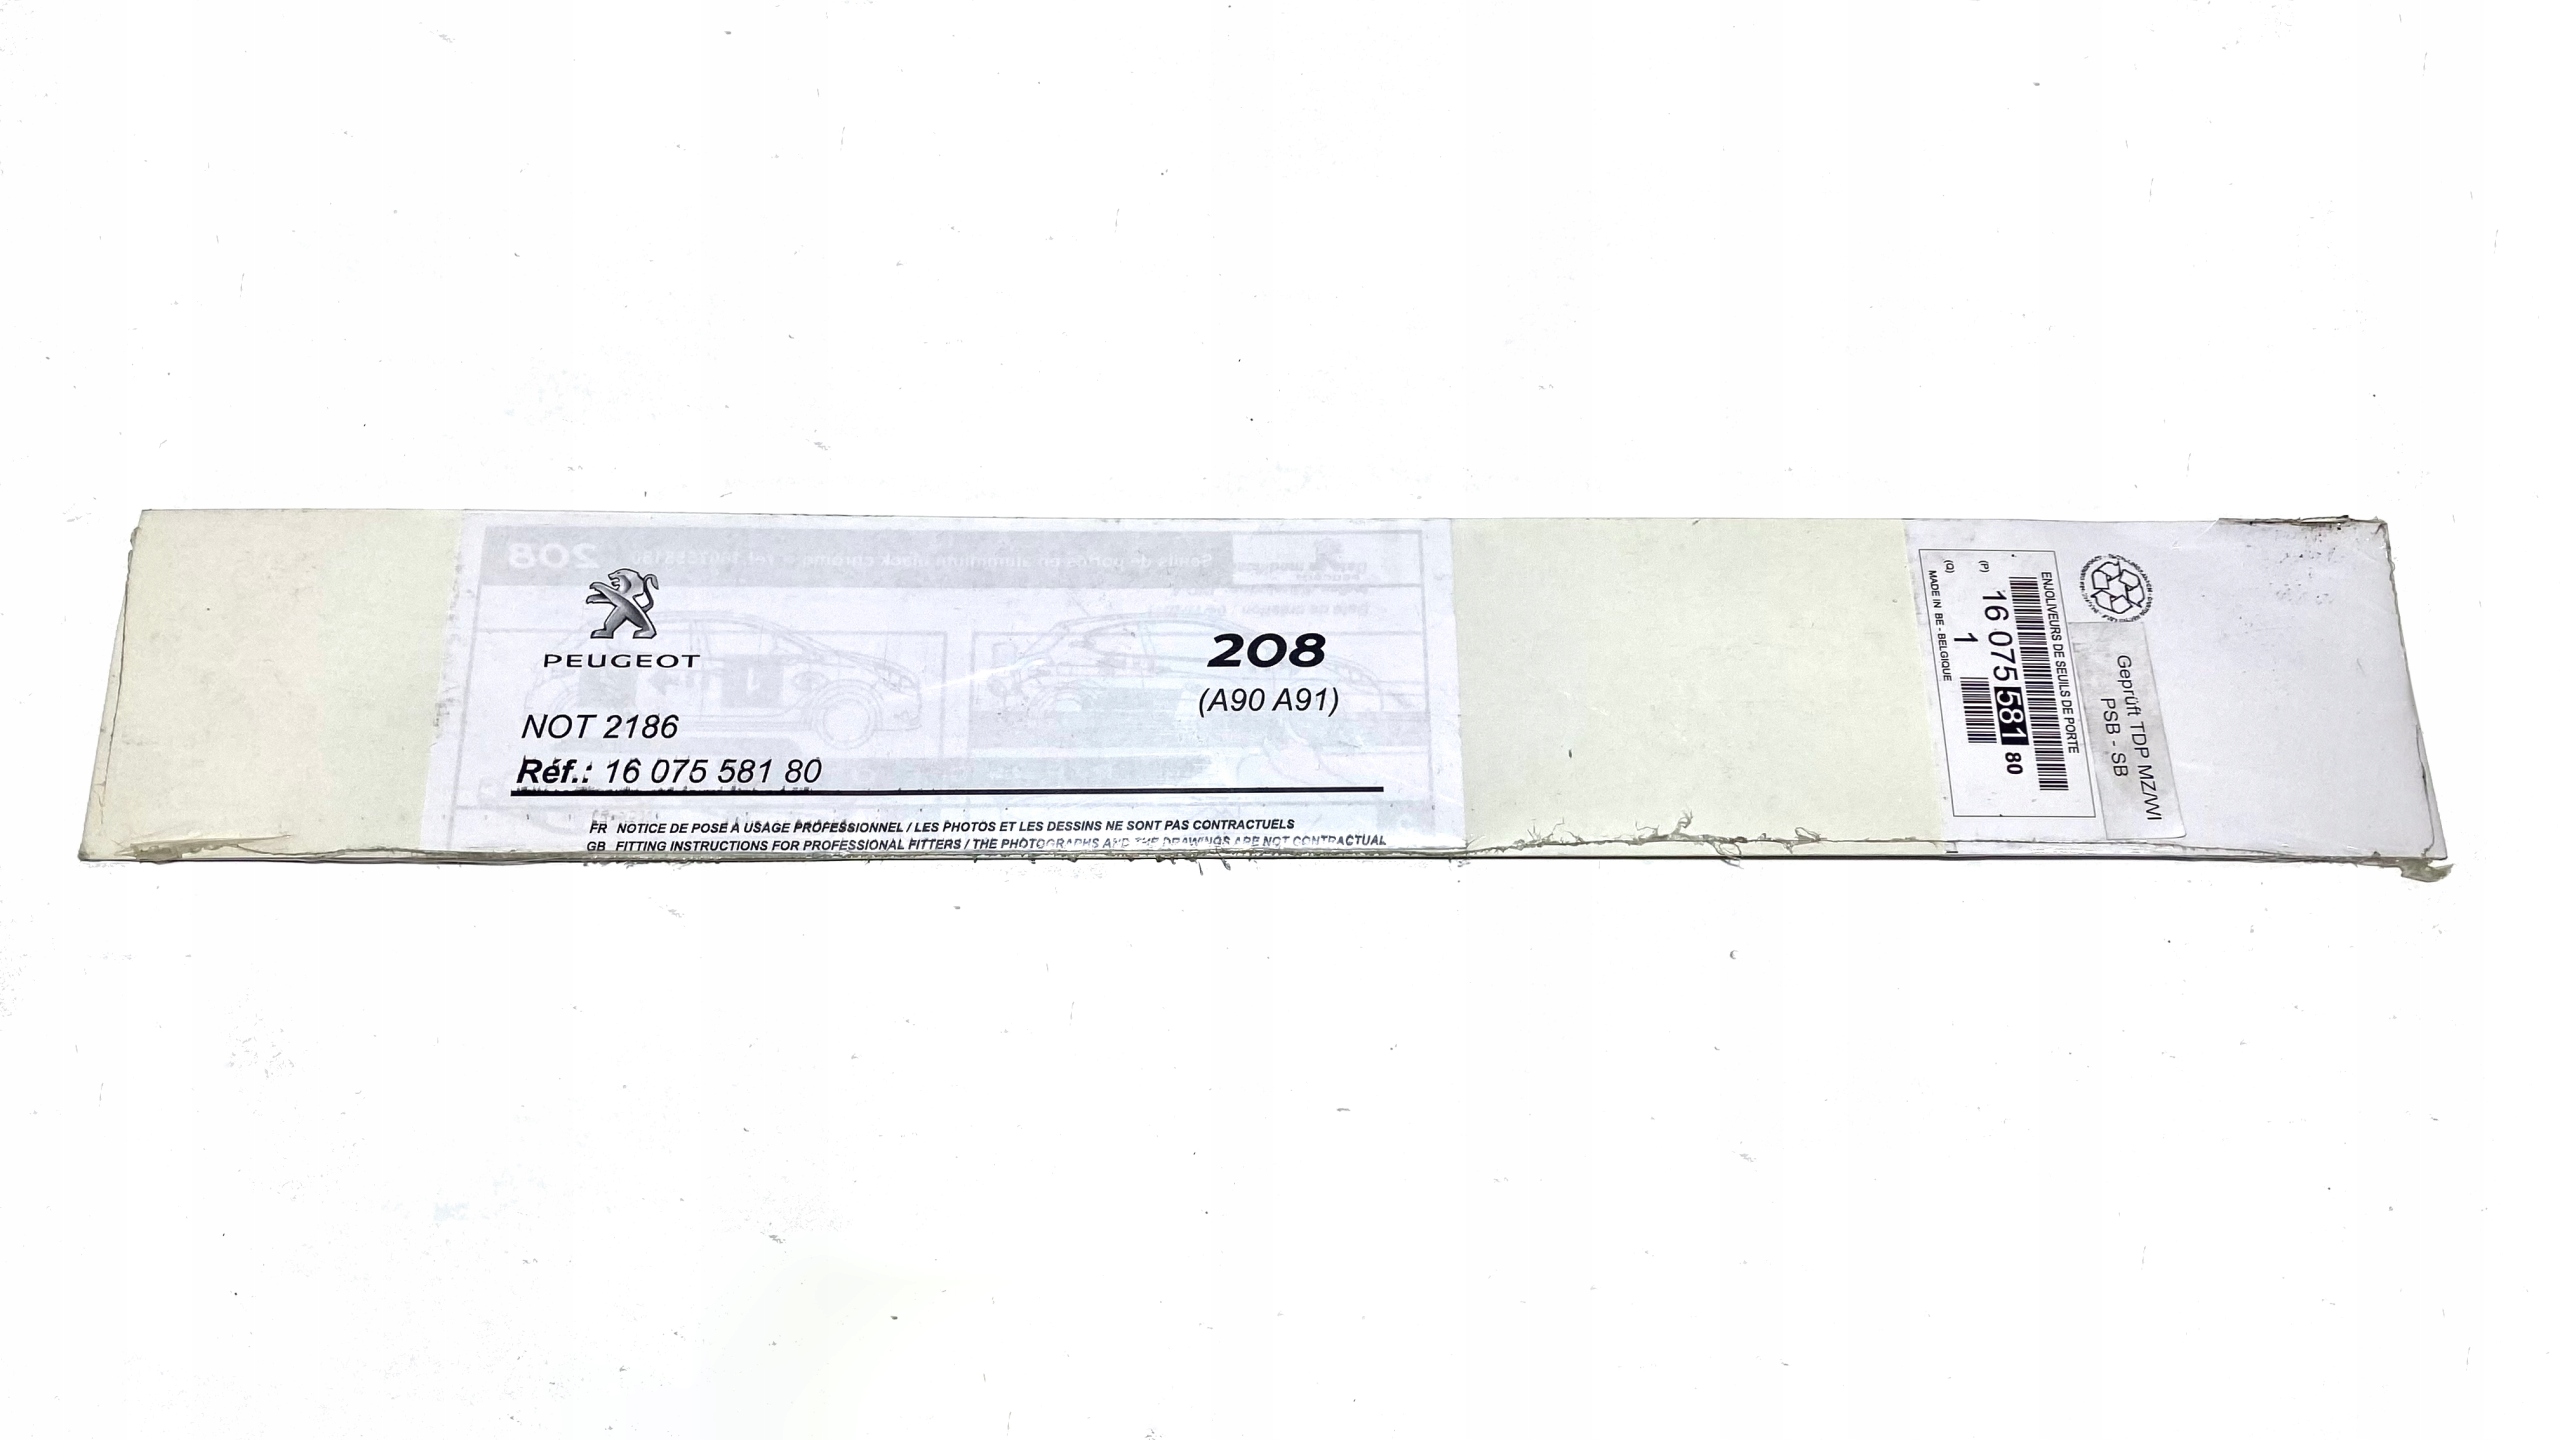 PEUGEOT
208
(A90 A91)
NOT 2186
Réf.: 16 075 581 80
FR NOTICE DE POSE A USAGE PROFESSIONNEL / LES PHOTOS ET LES DESSINS NE SONT PAS CONTRACTUELS
GB FITTING INSTRUCTIONS FOR PROFESSIONAL FITTERS / THE PHOTOGRAPHS AND THE DRAWINGS ARE NOT CONTRACTUAL
ENJOLIVEURS DE SEUILS DE PORTE
(P) 16 075 581 80
(Q) 1
MADE IN BE - BELGIQUE
Geprüft TDP MZ/WI
PSB - SB